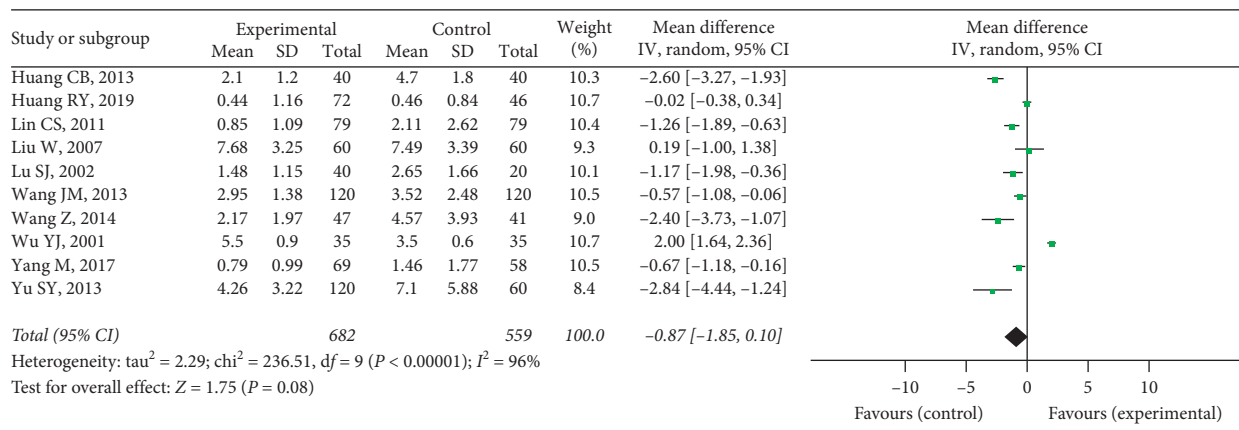 Study or subgroup Experimental Control Weight (%) Mean difference IV, random, 95% CI Mean difference IV, random, 95% CI
Mean SD Total Mean SD Total
Huang CB, 2013 2.1 1.2 40 4.7 1.8 40 10.3 –2.60 [–3.27, –1.93]
Huang RY, 2019 0.44 1.16 72 0.46 0.84 46 10.7 –0.02 [–0.38, 0.34]
Lin CS, 2011 0.85 1.09 79 2.11 2.62 79 10.4 –1.26 [–1.89, –0.63]
Liu W, 2007 7.68 3.25 60 7.49 3.39 60 9.3 0.19 [–1.00, 1.38]
Lu SJ, 2002 1.48 1.15 40 2.65 1.66 20 10.1 –1.17 [–1.98, –0.36]
Wang JM, 2013 2.95 1.38 120 3.52 2.48 120 10.5 –0.57 [–1.08, –0.06]
Wang Z, 2014 2.17 1.97 47 4.57 3.93 41 9.0 –2.40 [–3.73, –1.07]
Wu YJ, 2001 5.5 0.9 35 3.5 0.6 35 10.7 2.00 [1.64, 2.36]
Yang M, 2017 0.79 0.99 69 1.46 1.77 58 10.5 –0.67 [–1.18, –0.16]
Yu SY, 2013 4.26 3.22 120 7.1 5.88 60 8.4 –2.84 [–4.44, –1.24]
Total (95% CI) 682 559 100.0 –0.87 [–1.85, 0.10]
Heterogeneity: tau² = 2.29; chi² = 236.51, df = 9 (P < 0.00001); I² = 96%
Test for overall effect: Z = 1.75 (P = 0.08)
–10 –5 0 5 10
Favours (control) Favours (experimental)